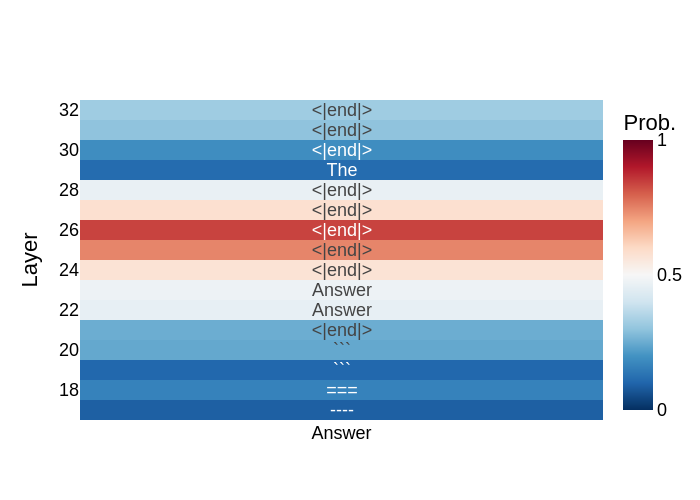 Prob.
32 <|end|> 1
<|end|>
30 <|end|>
The
28 <|end|>
<|end|>
26 <|end|>
<|end|>
24 <|end|> 0.5
Answer
22 Answer
<|end|>
20 ```
```
18 ===
---- 0
Answer
Layer